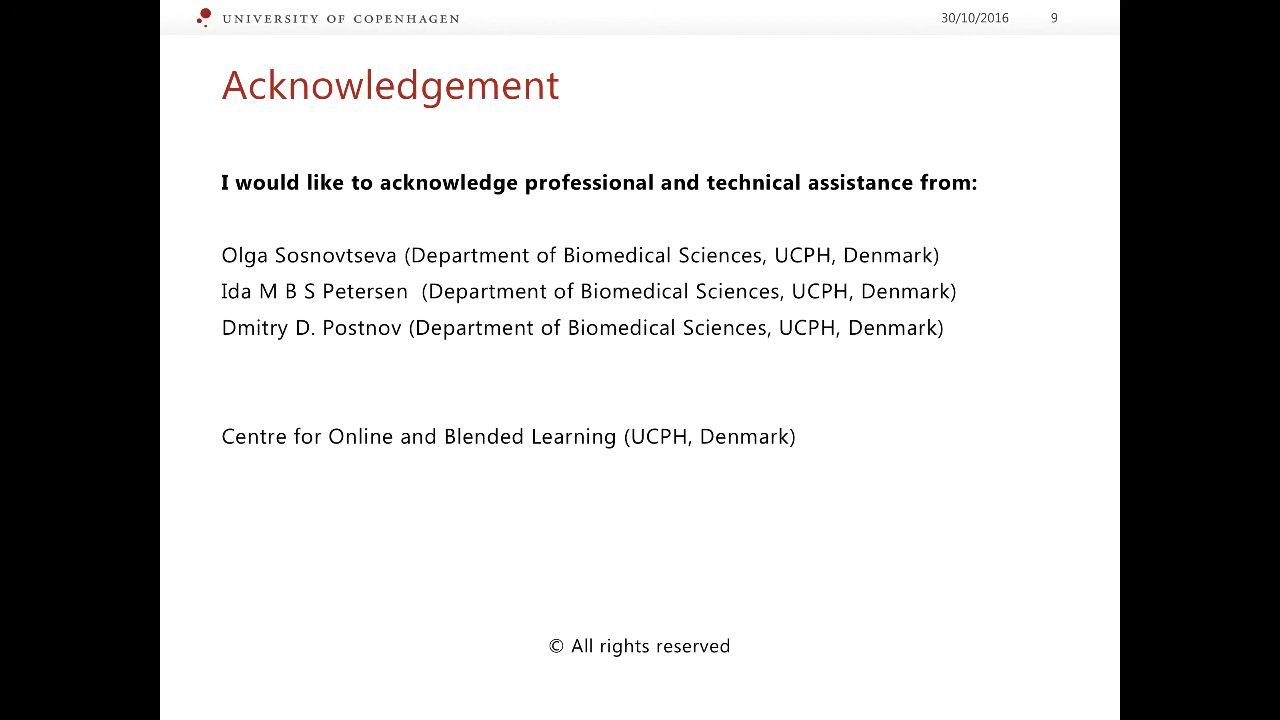 UNIVERSITY OF COPENHAGEN 30/10/2016 9
Acknowledgement
I would like to acknowledge professional and technical assistance from:
Olga Sosnovtseva (Department of Biomedical Sciences, UCPH, Denmark)
Ida M B S Petersen  (Department of Biomedical Sciences, UCPH, Denmark)
Dmitry D. Postnov (Department of Biomedical Sciences, UCPH, Denmark)
Centre for Online and Blended Learning (UCPH, Denmark)
© All rights reserved